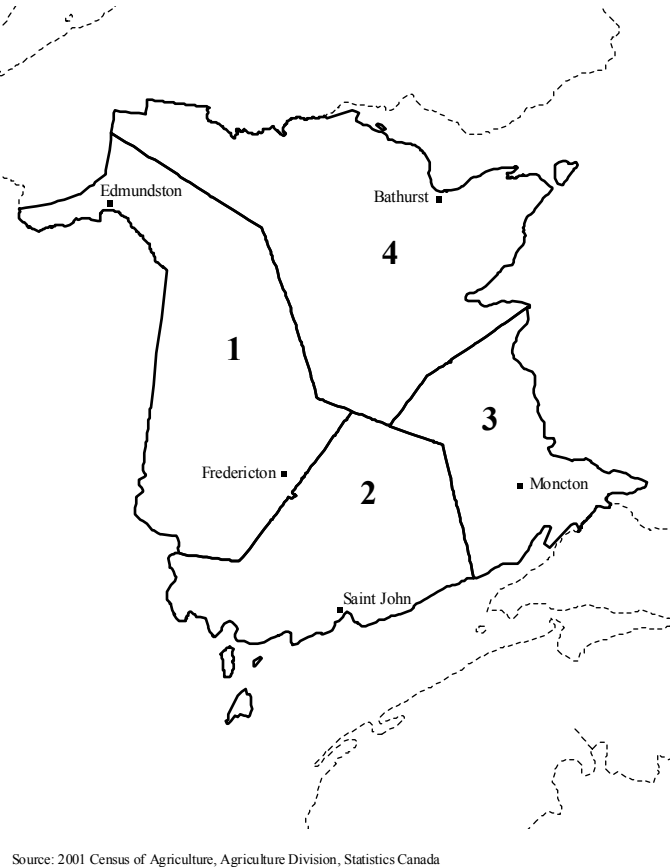 Edmundston
Bathurst
4
1
3
Fredericton
Moncton
2
Saint John
Source: 2001 Census of Agriculture, Agriculture Division, Statistics Canada